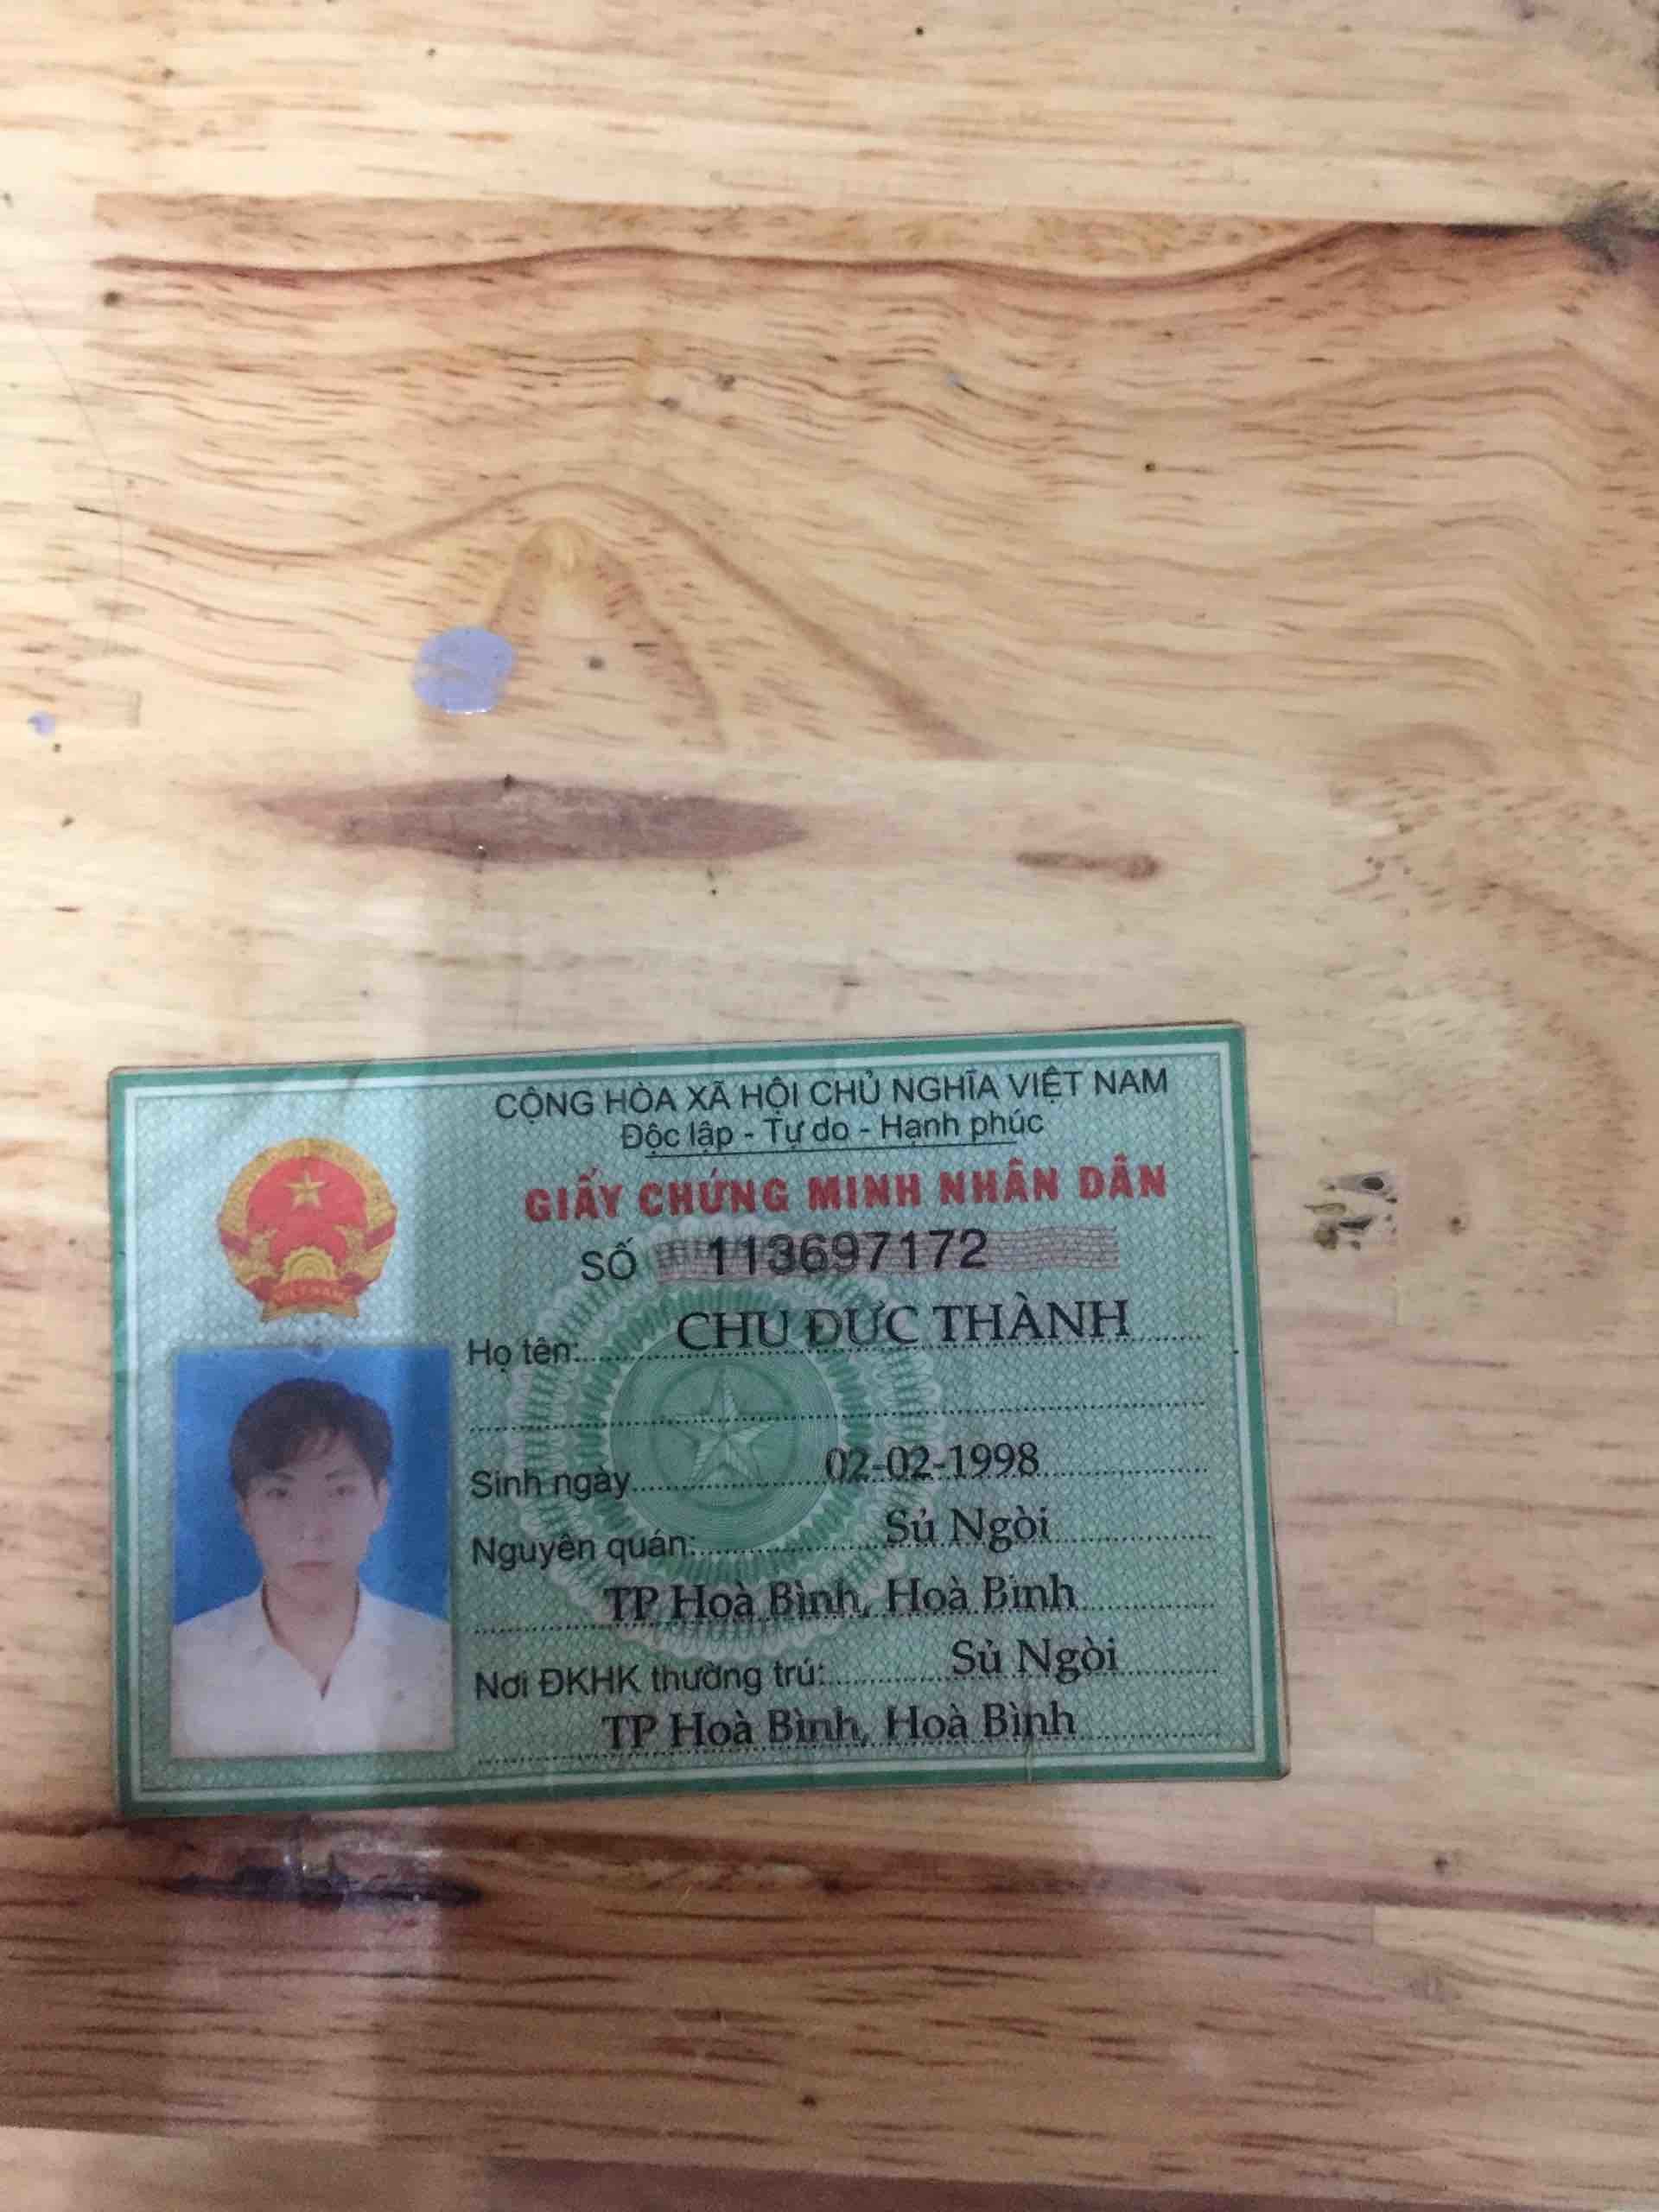 CỘNG HÒA XÃ HỘI CHỦ NGHĨA VIỆT NAM
Độc lập - Tự do - Hạnh phúc
GIẤY CHỨNG MINH NHÂN DÂN
SỐ 113697172
Họ tên: CHU ĐỨC THÀNH
Sinh ngày 02-02-1998
Nguyên quán: Sủ Ngòi
TP Hoà Bình, Hoà Bình
Nơi ĐKHK thường trú: Sủ Ngòi
TP Hoà Bình, Hoà Bình
VIỆT NAM